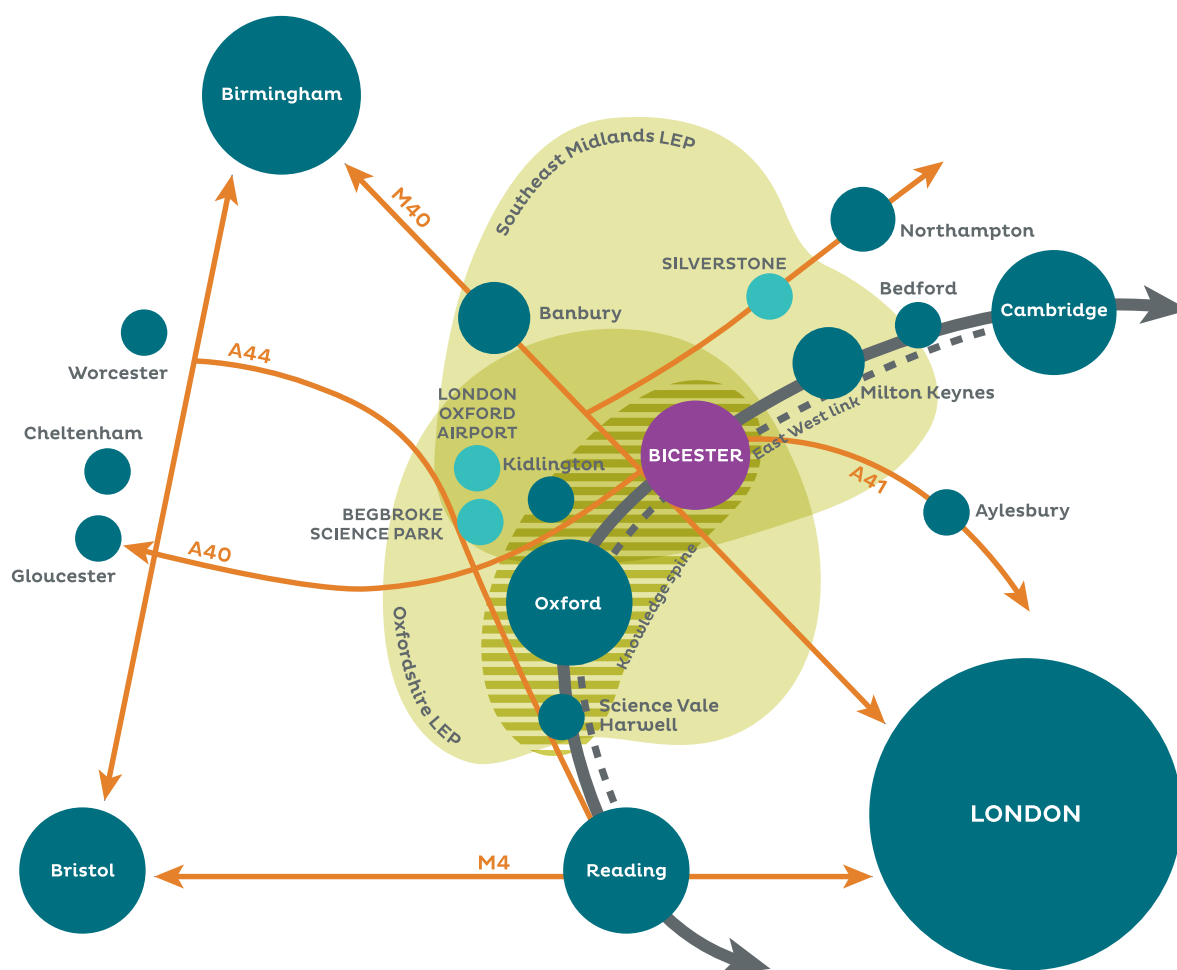 Birmingham
Southeast Midlands LEP
M40
Northampton
SILVERSTONE
Bedford
Cambridge
Banbury
Worcester
A44
Milton Keynes
East West link
LONDON
OXFORD
AIRPORT
Cheltenham
Kidlington
BICESTER
A41
BEGBROKE
SCIENCE PARK
Aylesbury
A40
Gloucester
Oxford
Knowledge spine
Oxfordshire LEP
Science Vale
Harwell
LONDON
Bristol
M4
Reading